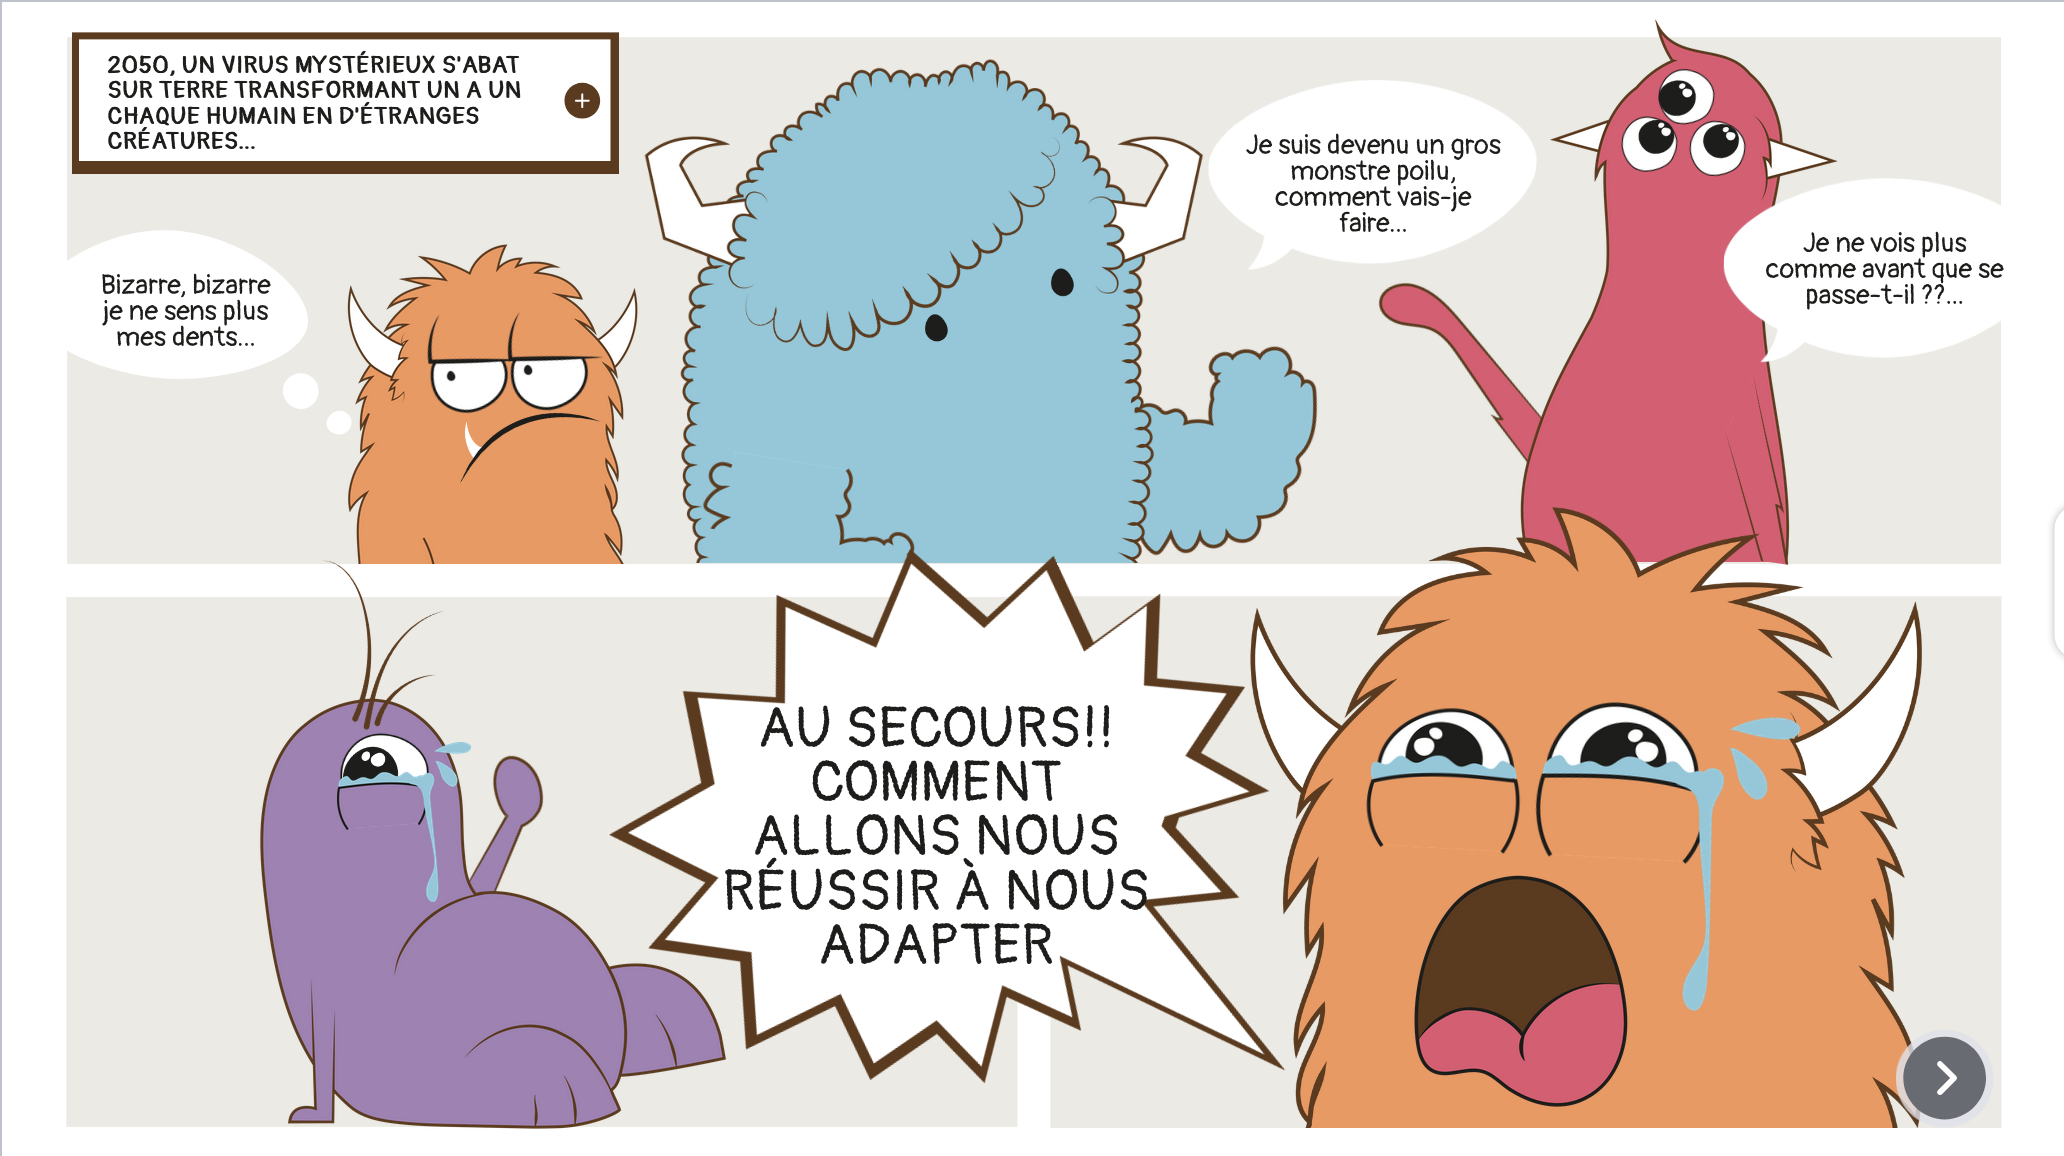 2050, UN VIRUS MYSTÉRIEUX S'ABAT
SUR TERRE TRANSFORMANT UN A UN
CHAQUE HUMAIN EN D'ÉTRANGES
CRÉATURES...
Bizarre, bizarre
je ne sens plus
mes dents...
Je suis devenu un gros
monstre poilu,
comment vais-je
faire...
Je ne vois plus
comme avant que se
passe-t-il ??...
AU SECOURS!!
COMMENT
ALLONS NOUS
RÉUSSIR À NOUS
ADAPTER